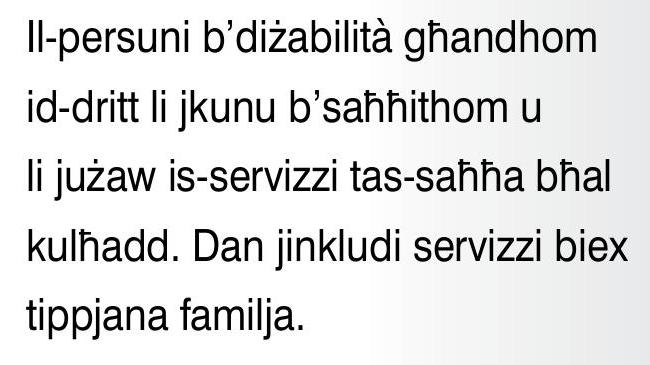 Il-persuni b’diżabilità għandhom
id-dritt li jkunu b’saħħithom u
li jużaw is-servizzi tas-saħħa bħal
kulħadd. Dan jinkludi servizzi biex
tippjana familja.